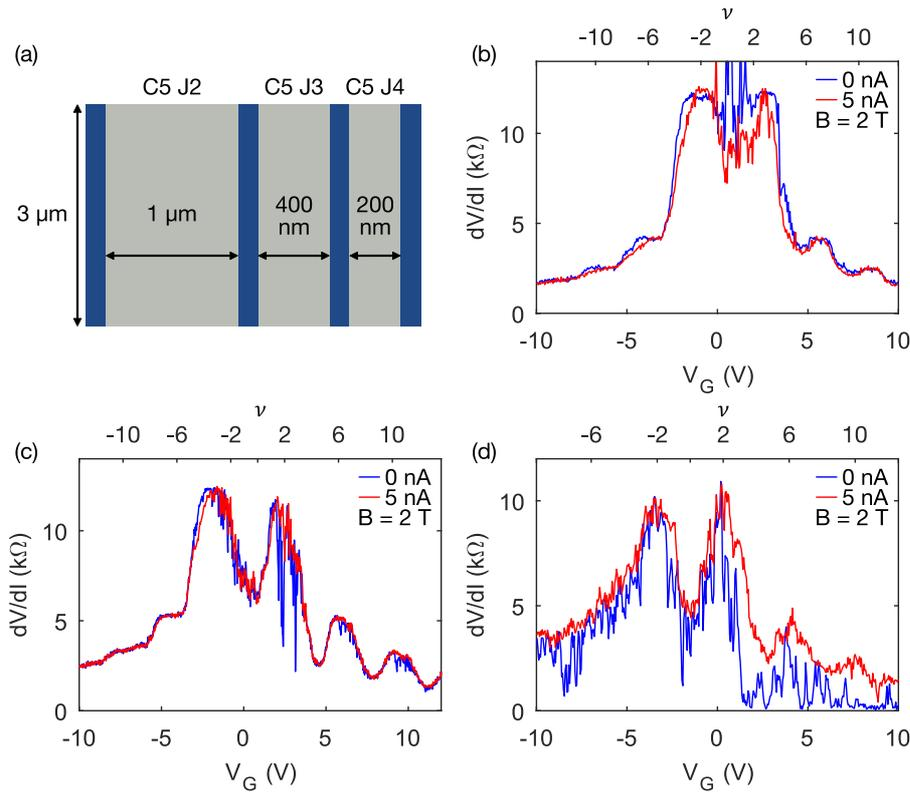 (a)
C5 J2 C5 J3 C5 J4
3 μm
1 μm
400
nm
200
nm
(b)
ν
-10 -6 -2 2 6 10
0 nA
5 nA
B = 2 T
dV/dI (kΩ)
10
5
0
-10 -5 0 5 10
V_G (V)
(c)
ν
-10 -6 -2 2 6 10
0 nA
5 nA
B = 2 T
dV/dI (kΩ)
10
5
0
-10 -5 0 5 10
V_G (V)
(d)
ν
-6 -2 2 6 10
0 nA
5 nA
B = 2 T
dV/dI (kΩ)
10
5
0
-10 -5 0 5 10
V_G (V)